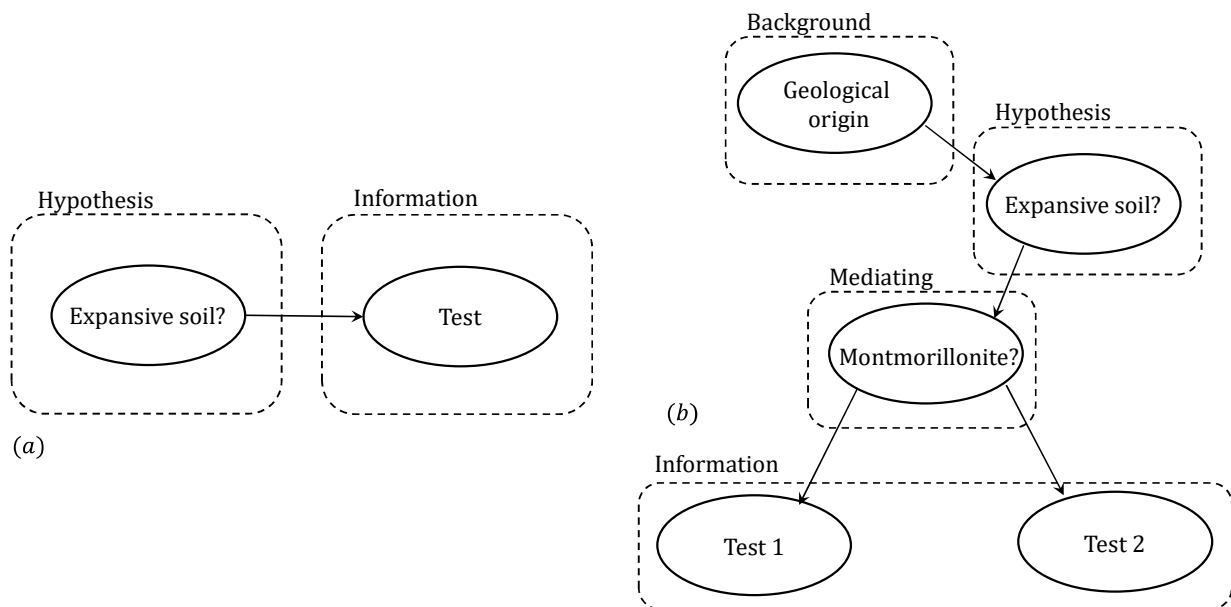 Hypothesis
Information
Expansive soil?
Test
(a)
Background
Geological
origin
Hypothesis
Expansive soil?
Mediating
Montmorillonite?
(b)
Information
Test 1
Test 2